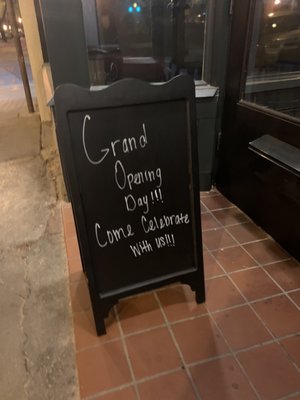 Grand
Opening
Day!!!
Come Celebrate
With us!!!